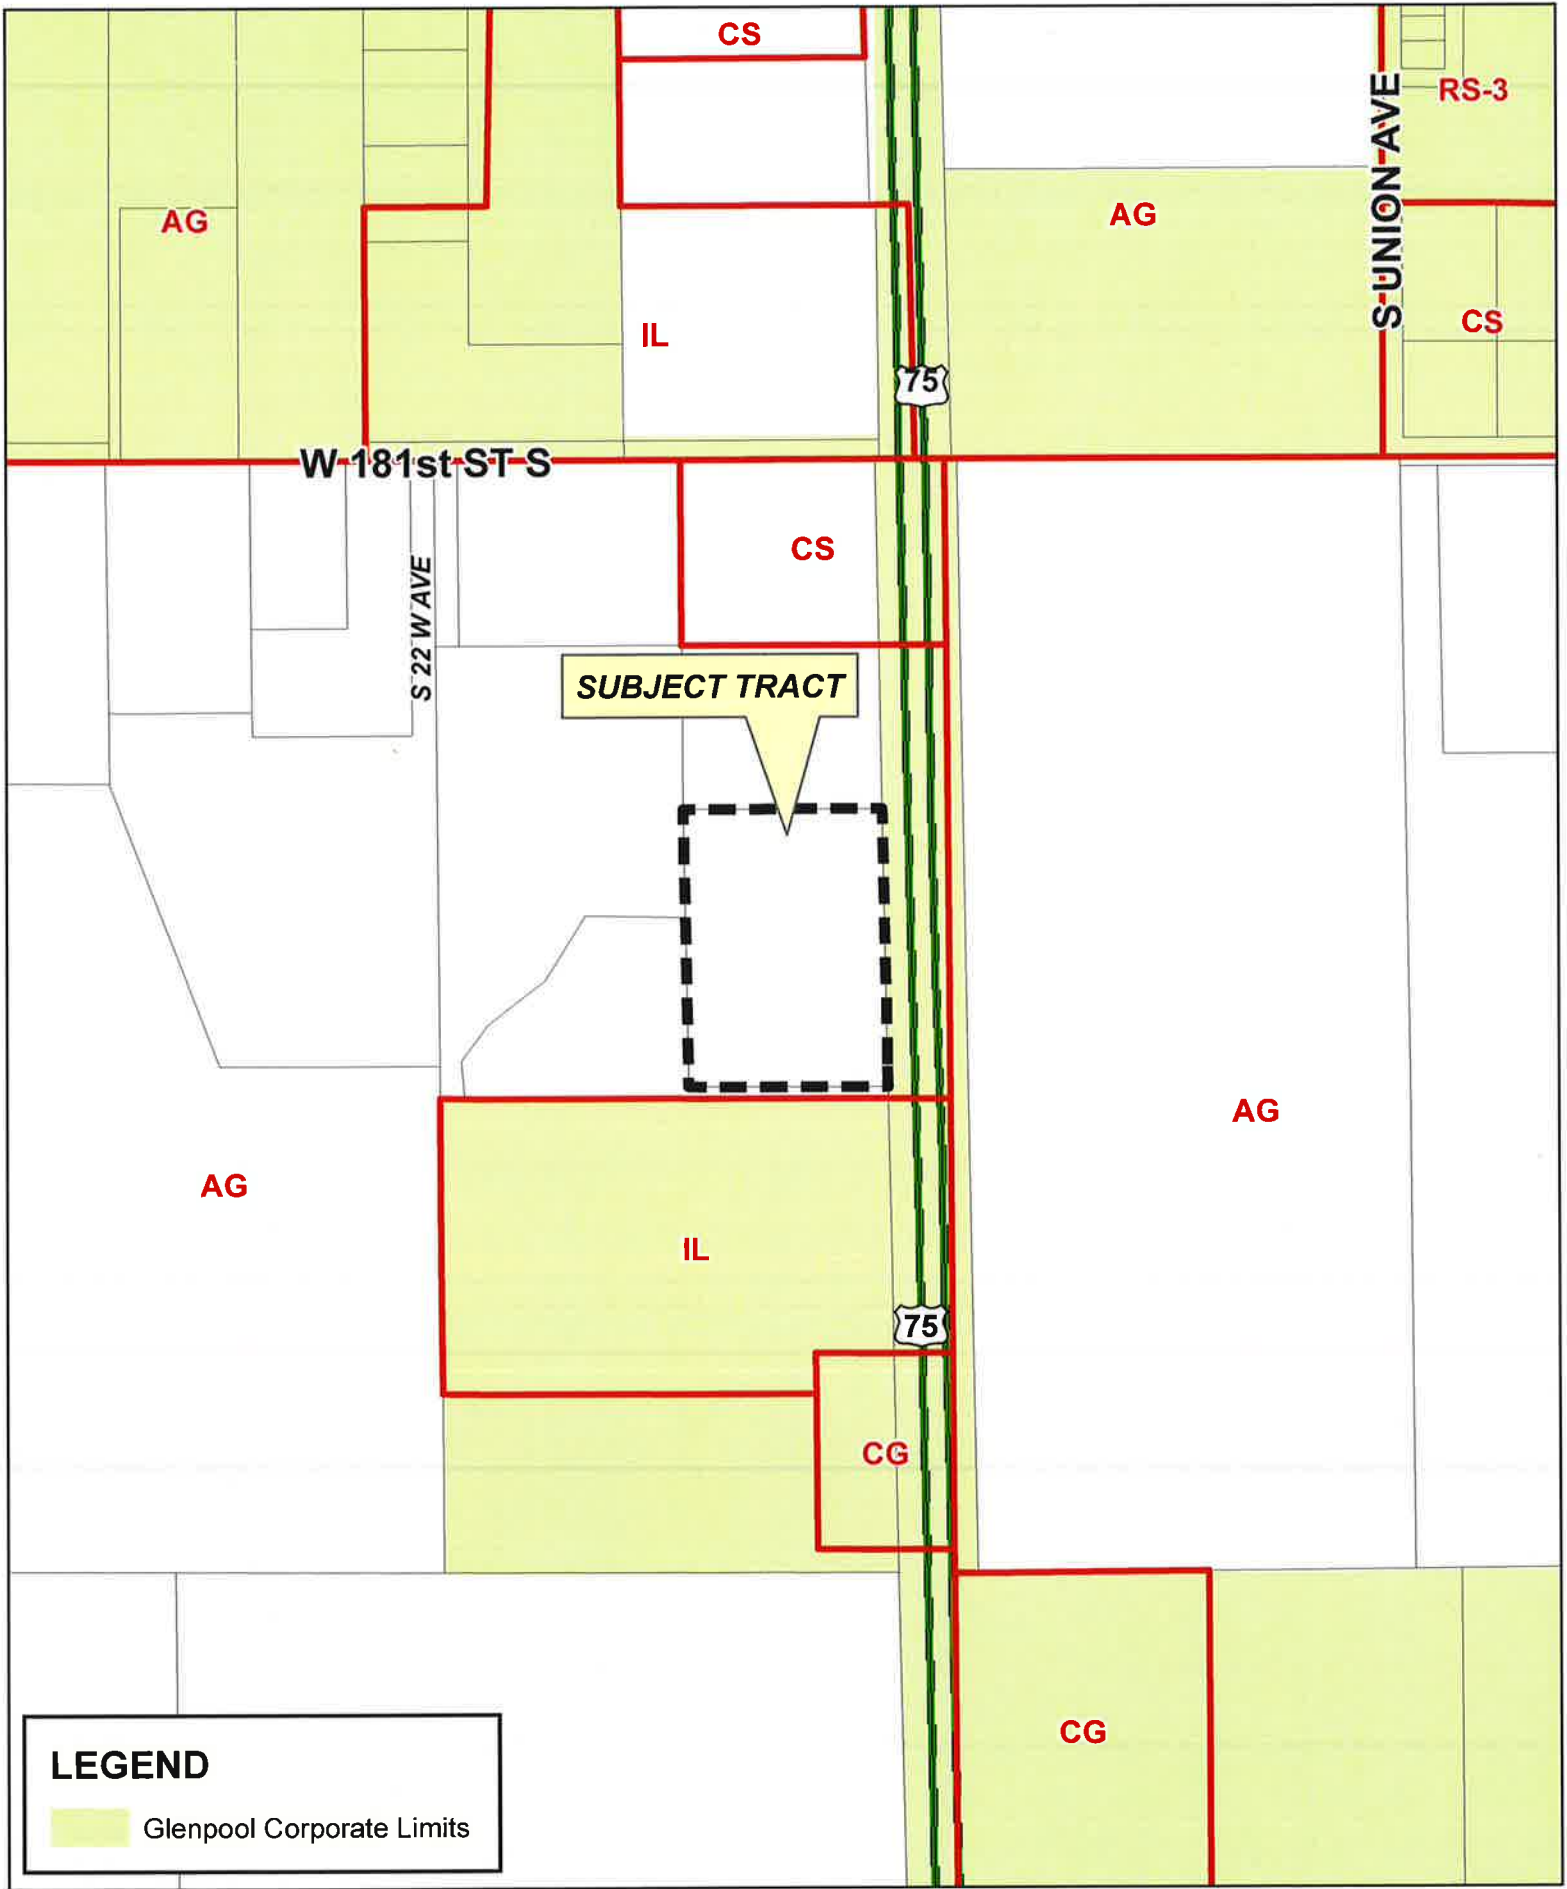 CS
RS-3
AG
AG
S UNION AVE
CS
IL
75
W 181st ST S
CS
S 22 W AVE
SUBJECT TRACT
AG
AG
IL
75
CG
CG
LEGEND
Glenpool Corporate Limits